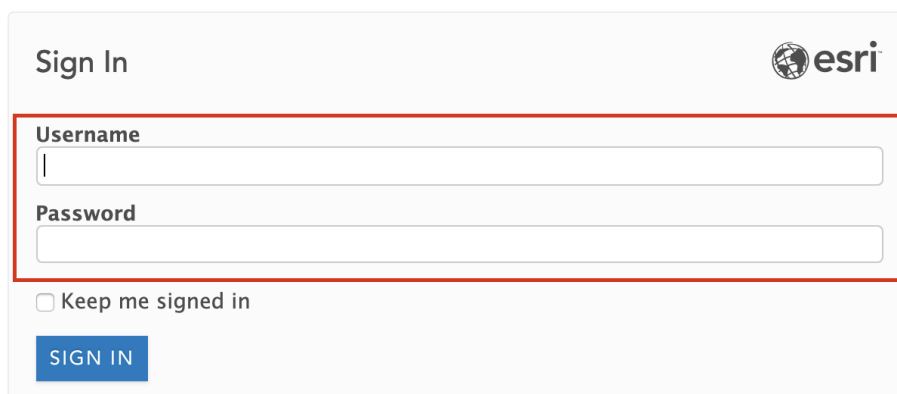 Sign In
esri
Username
Password
Keep me signed in
SIGN IN